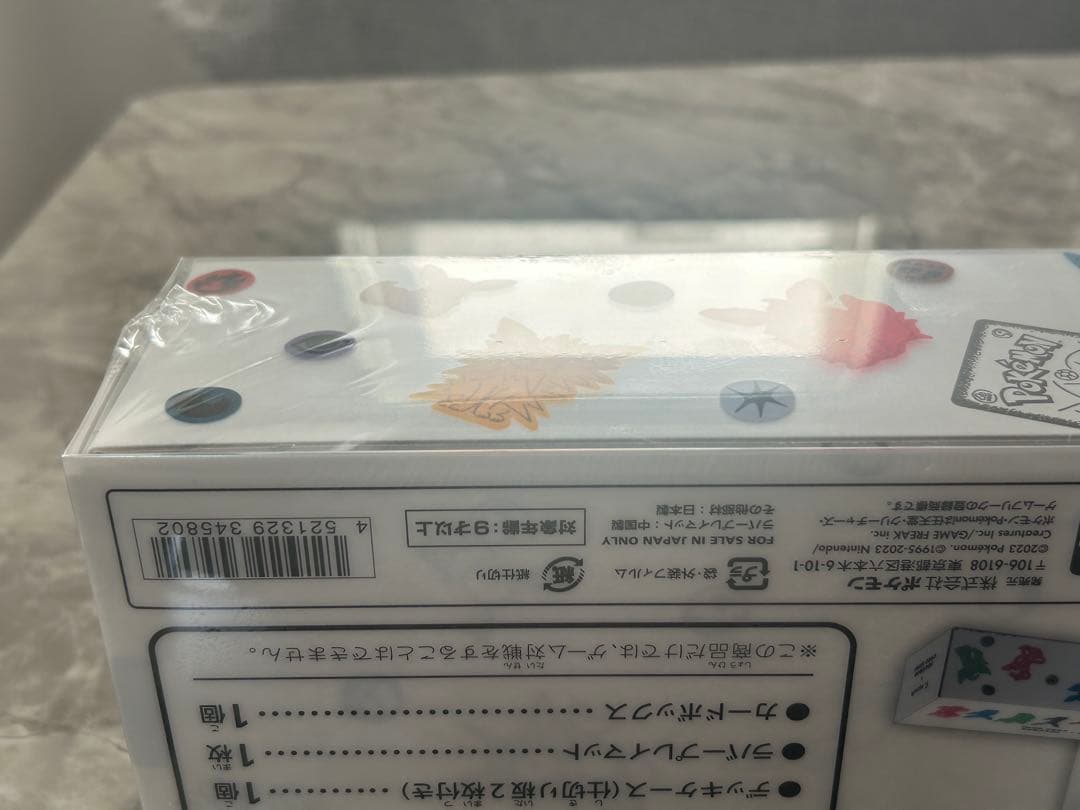 デッキケース(仕切り板2枚付き)……………1個
ラバープレイマット……………………1枚
カードボックス……………………1個
※この商品だけでは、ゲーム対戦をすることはできません。
発売元 株式会社ポケモン
〒106-6108 東京都港区六本木6-10-1
©2023 Pokémon. ©1995-2023 Nintendo/
Creatures Inc./GAME FREAK inc.
ポケモン・Pokémonは任天堂・クリーチャーズ・
ゲームフリークの登録商標です。
プラ 袋・外装フィルム
紙 紙仕切り
FOR SALE IN JAPAN ONLY
ラバープレイマット：中国製
その他部材：日本製
対象年齢：9才以上
4 521329 345802
POKéMON